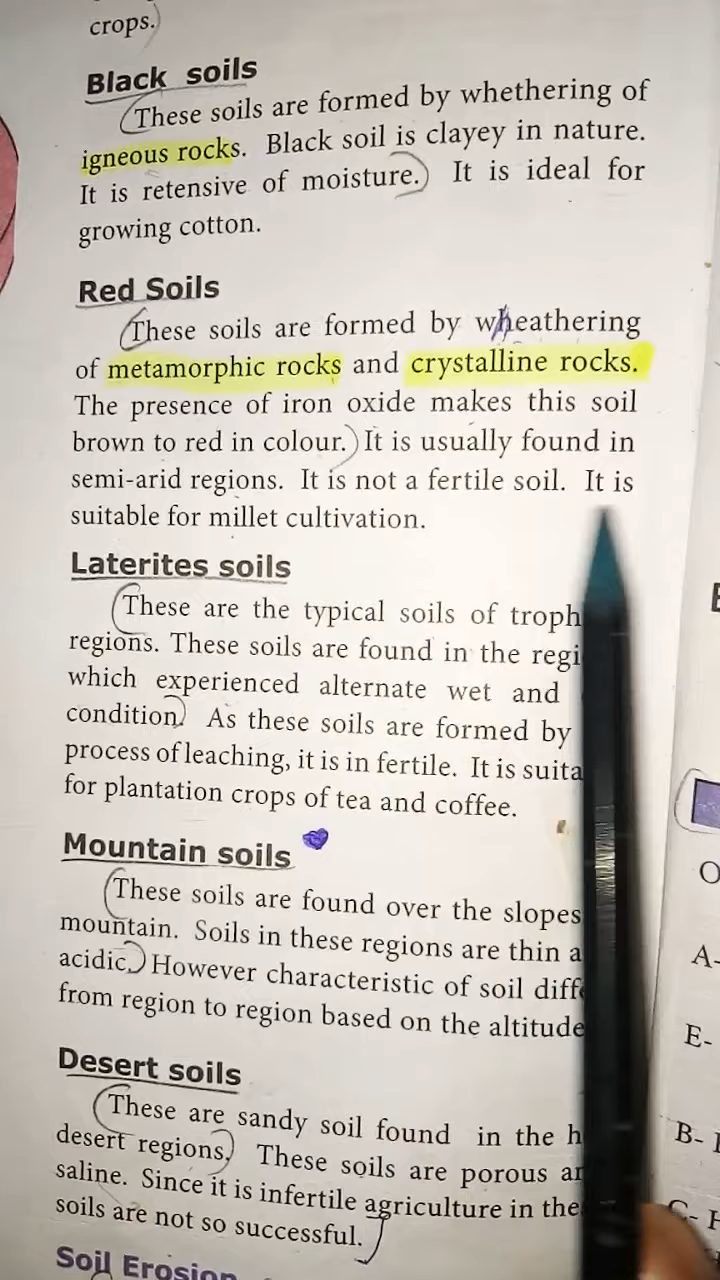 crops.
Black soils
These soils are formed by whethering of
igneous rocks. Black soil is clayey in nature.
It is retensive of moisture. It is ideal for
growing cotton.
Red Soils
These soils are formed by wheathering
of metamorphic rocks and crystalline rocks.
The presence of iron oxide makes this soil
brown to red in colour. It is usually found in
semi-arid regions. It is not a fertile soil. It is
suitable for millet cultivation.
Laterites soils
These are the typical soils of troph
regions. These soils are found in the regi
which experienced alternate wet and
condition. As these soils are formed by
process of leaching, it is in fertile. It is suita
for plantation crops of tea and coffee.
Mountain soils
These soils are found over the slopes
mountain. Soils in these regions are thin a
acidic. However characteristic of soil diff
from region to region based on the altitude
Desert soils
These are sandy soil found in the h
desert regions. These soils are porous an
saline. Since it is infertile agriculture in the
soils are not so successful.
Soil Erosion
O
A-
E-
B-
C-